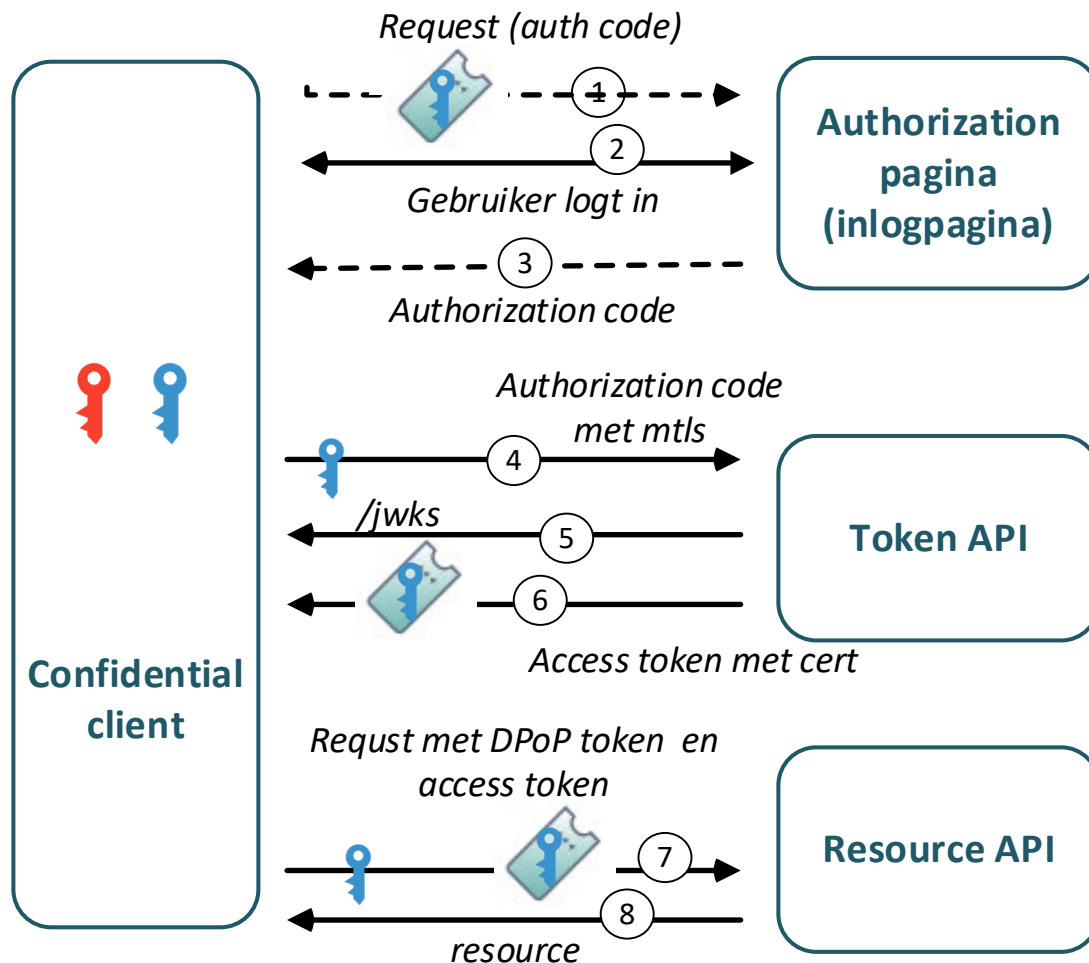 Request (auth code)
1
Authorization
pagina
(inlogpagina)
2
Gebruiker logt in
3
Authorization code
Confidential
client
Authorization code
met mtls
4
/jwks
5
6
Access token met cert
Token API
Requst met DPoP token en
access token
7
8
resource
Resource API